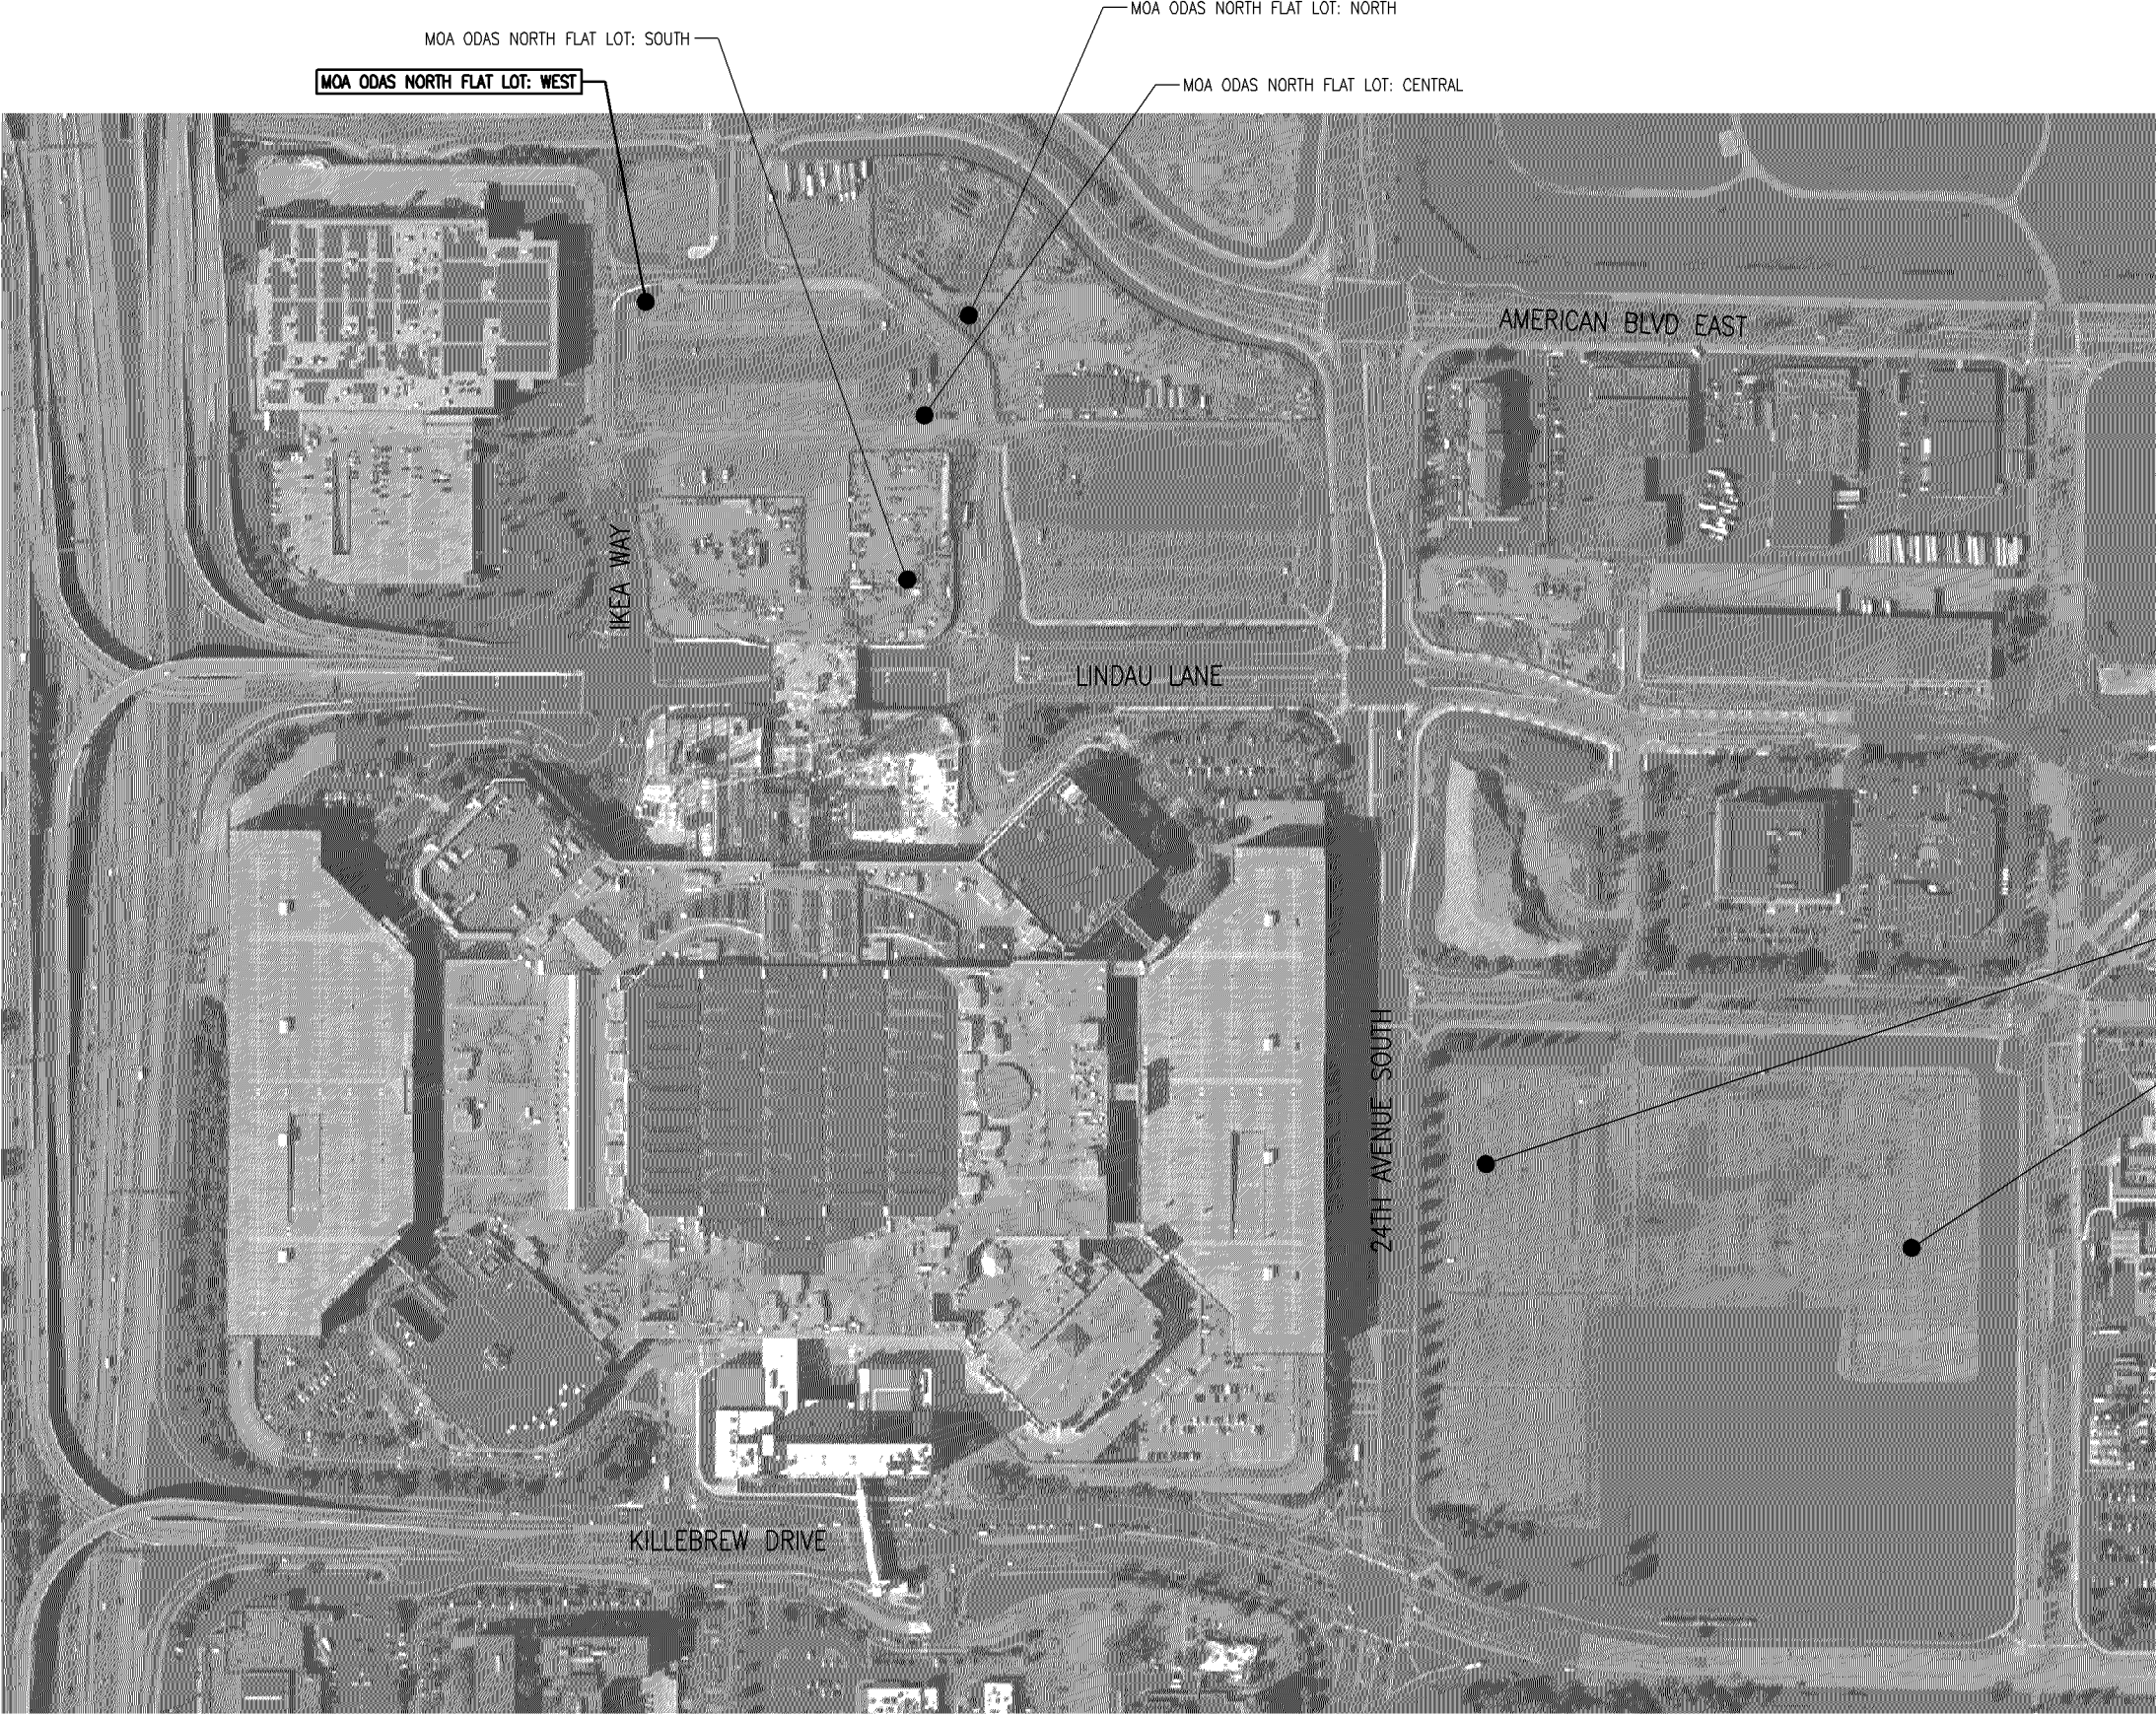 MOA ODAS NORTH FLAT LOT: NORTH
MOA ODAS NORTH FLAT LOT: SOUTH
MOA ODAS NORTH FLAT LOT: WEST
MOA ODAS NORTH FLAT LOT: CENTRAL
AMERICAN BLVD EAST
IKEA WAY
LINDAU LANE
24TH AVENUE SOUTH
KILLEBREW DRIVE